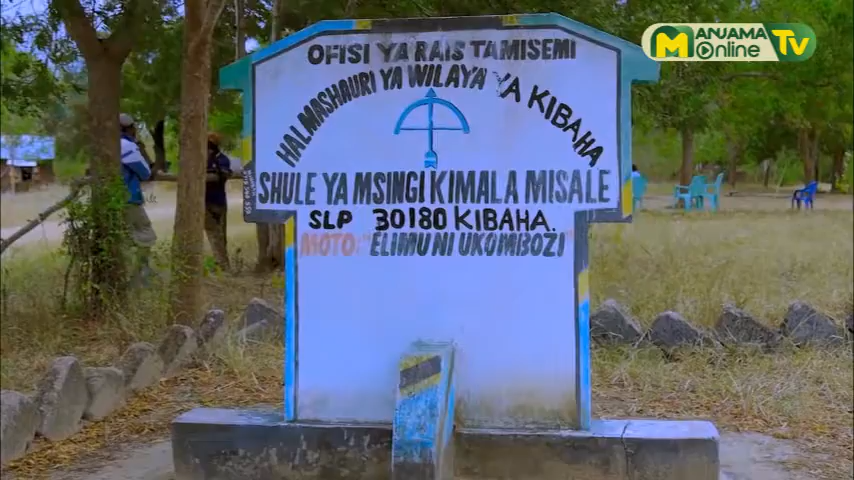 MANJAMA
Online TV
OFISI YA RAIS TAMISEMI
HALMASHAURI YA WILAYA YA KIBAHA
SHULE YA MSINGI KIMALA MISALE
SLP 30180 KIBAHA.
MOTO: "ELIMU NI UKOMBOZI"